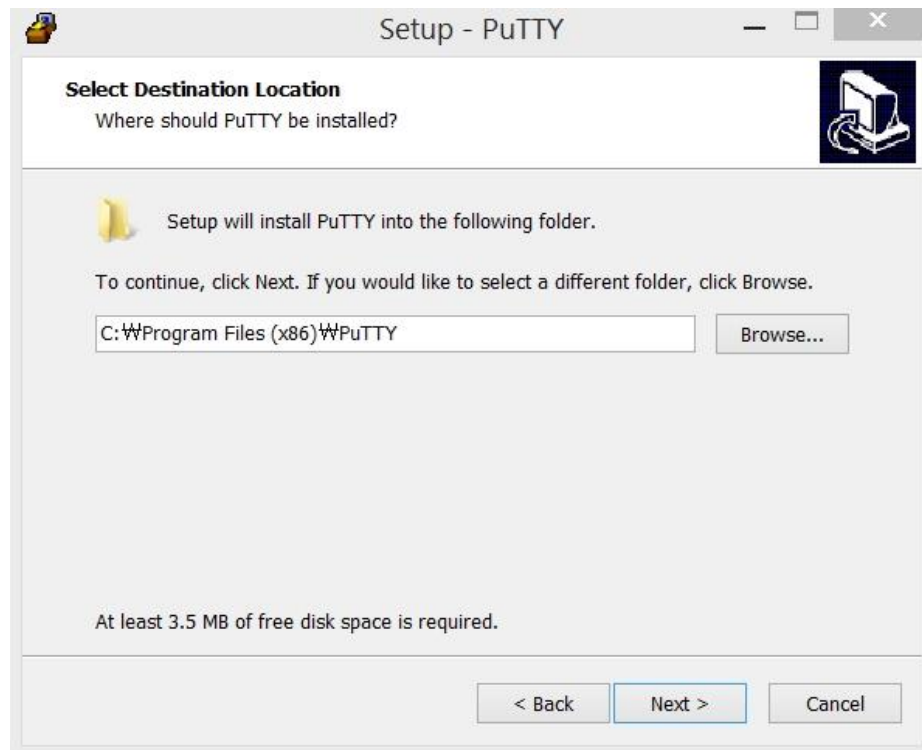 Setup - PuTTY
Select Destination Location
Where should PuTTY be installed?
Setup will install PuTTY into the following folder.
To continue, click Next. If you would like to select a different folder, click Browse.
C:₩Program Files (x86)₩PuTTY
Browse...
At least 3.5 MB of free disk space is required.
< Back
Next >
Cancel